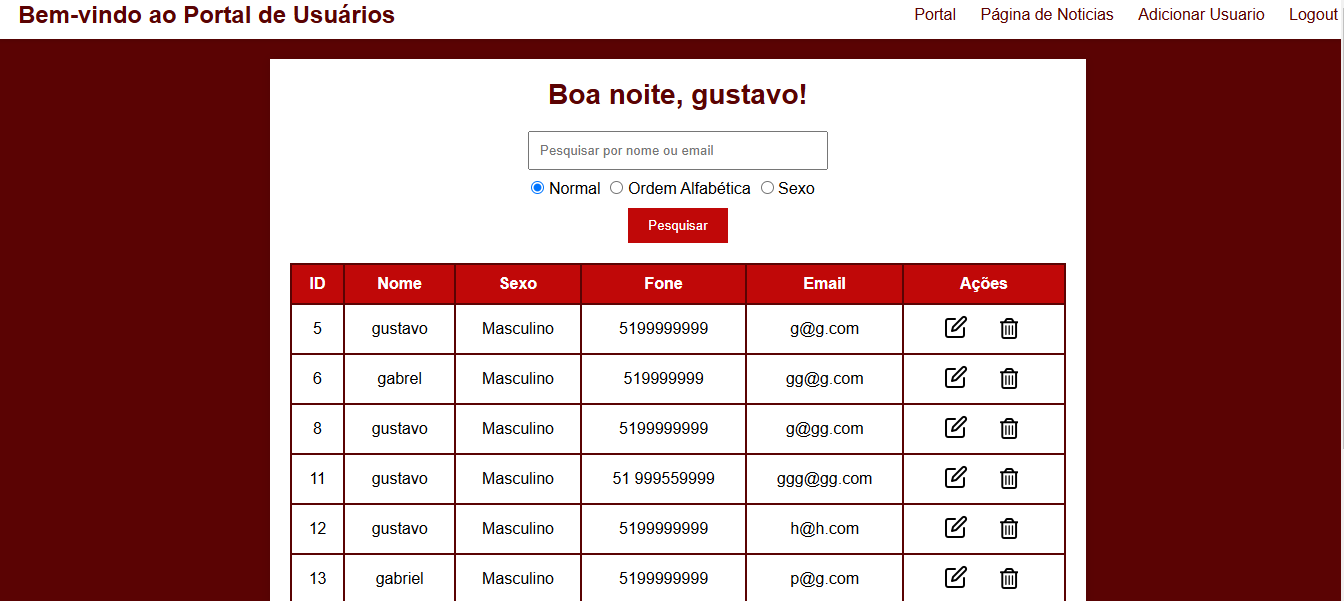 Bem-vindo ao Portal de Usuários Portal Página de Noticias Adicionar Usuario Logout
Boa noite, gustavo!
Pesquisar por nome ou email
Normal Ordem Alfabética Sexo
Pesquisar
ID Nome Sexo Fone Email Ações
5 gustavo Masculino 5199999999 g@g.com
6 gabrel Masculino 519999999 gg@g.com
8 gustavo Masculino 5199999999 g@gg.com
11 gustavo Masculino 51 999559999 ggg@gg.com
12 gustavo Masculino 5199999999 h@h.com
13 gabriel Masculino 5199999999 p@g.com